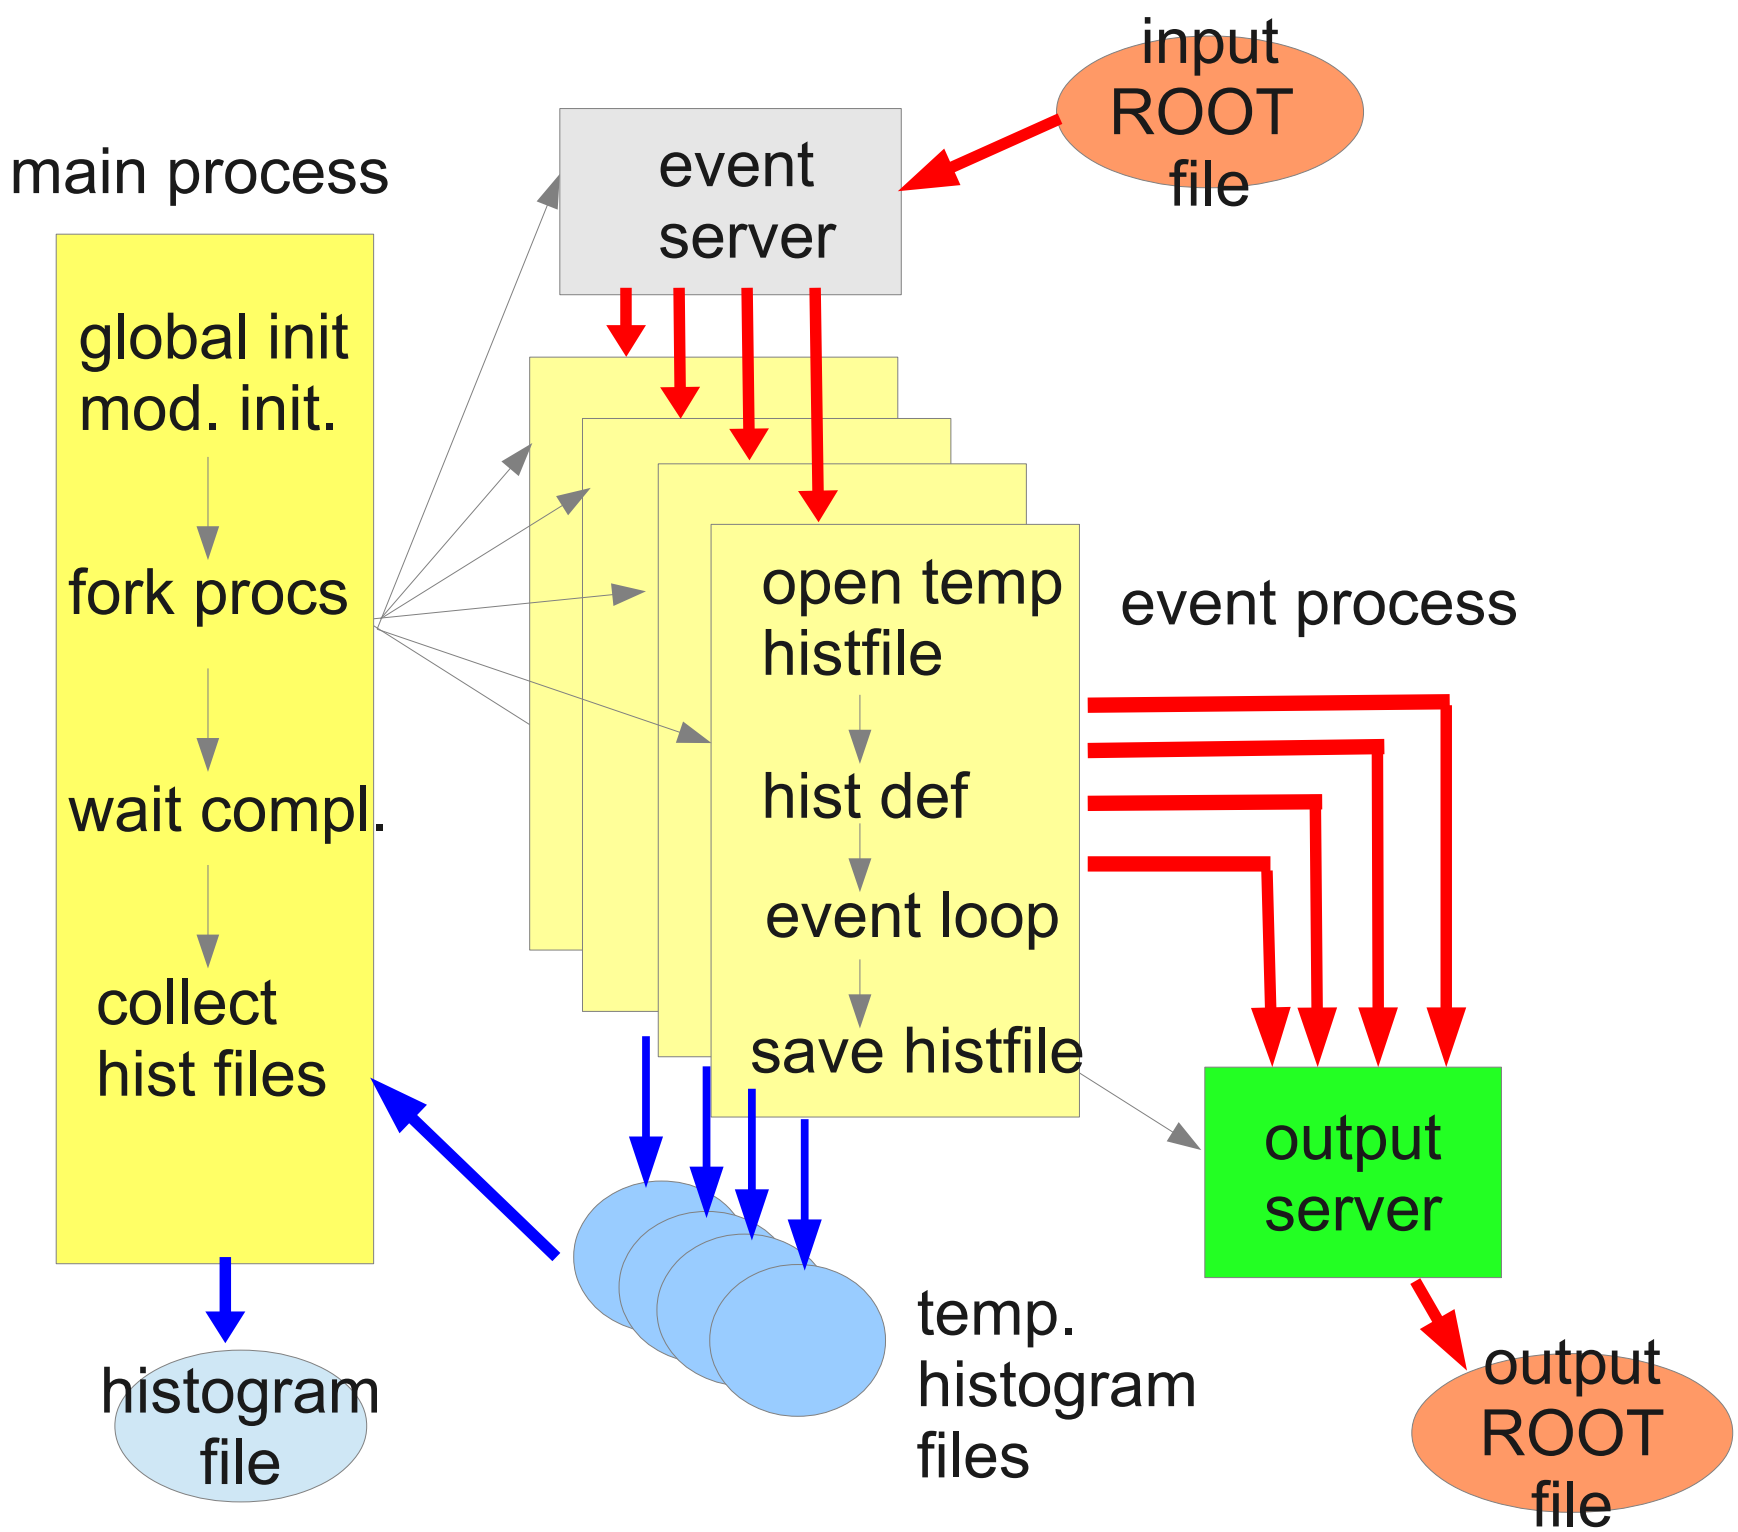 input
ROOT
file
main process
event
server
global init
mod. init.
fork procs
wait compl.
collect
hist files
open temp
histfile
hist def
event loop
save histfile
event process
output
server
temp.
histogram
files
histogram
file
output
ROOT
file